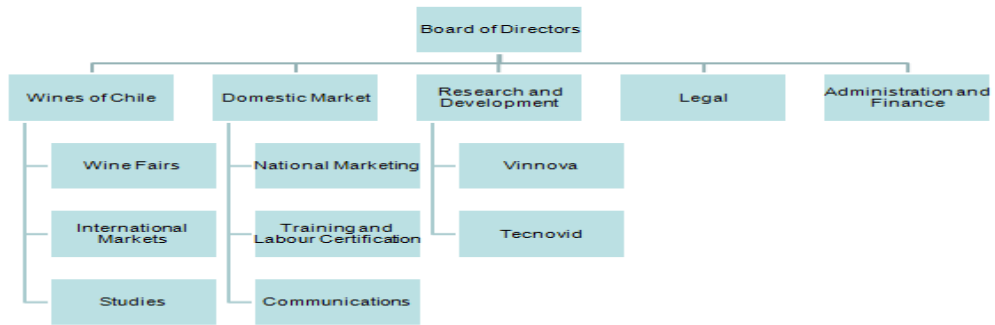 Board of Directors
Wines of Chile
Domestic Market
Research and
Development
Legal
Administration and
Finance
Wine Fairs
National Marketing
Vinnova
International
Markets
Training and
Labour Certification
Tecnovid
Studies
Communications